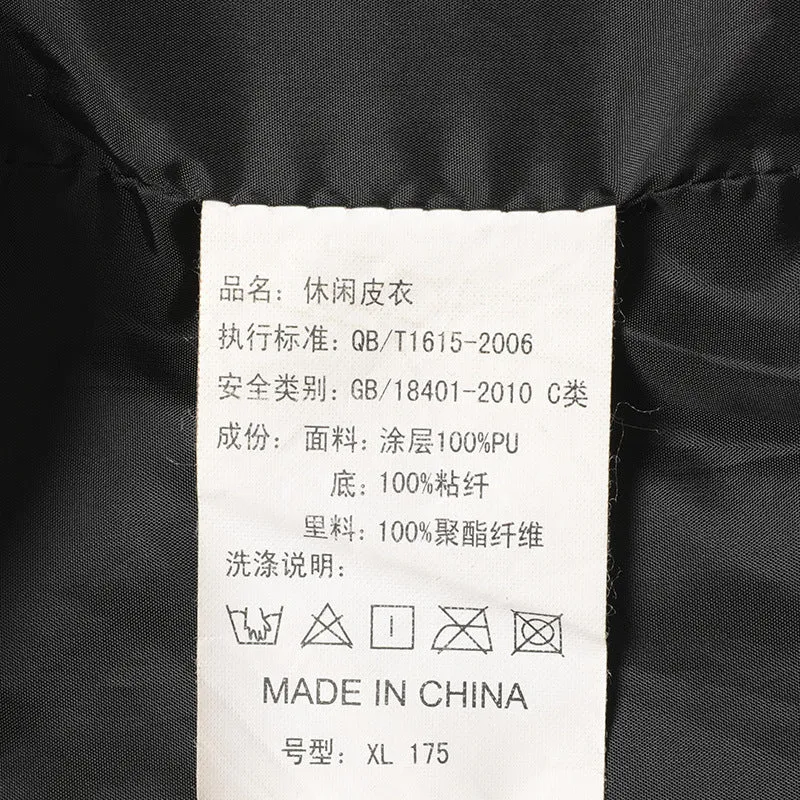 品名: 休闲皮衣
执行标准: QB/T1615-2006
安全类别: GB/18401-2010 C类
成份: 面料: 涂层100%PU
底: 100%粘纤
里料: 100%聚酯纤维
洗涤说明:
MADE IN CHINA
号型: XL 175